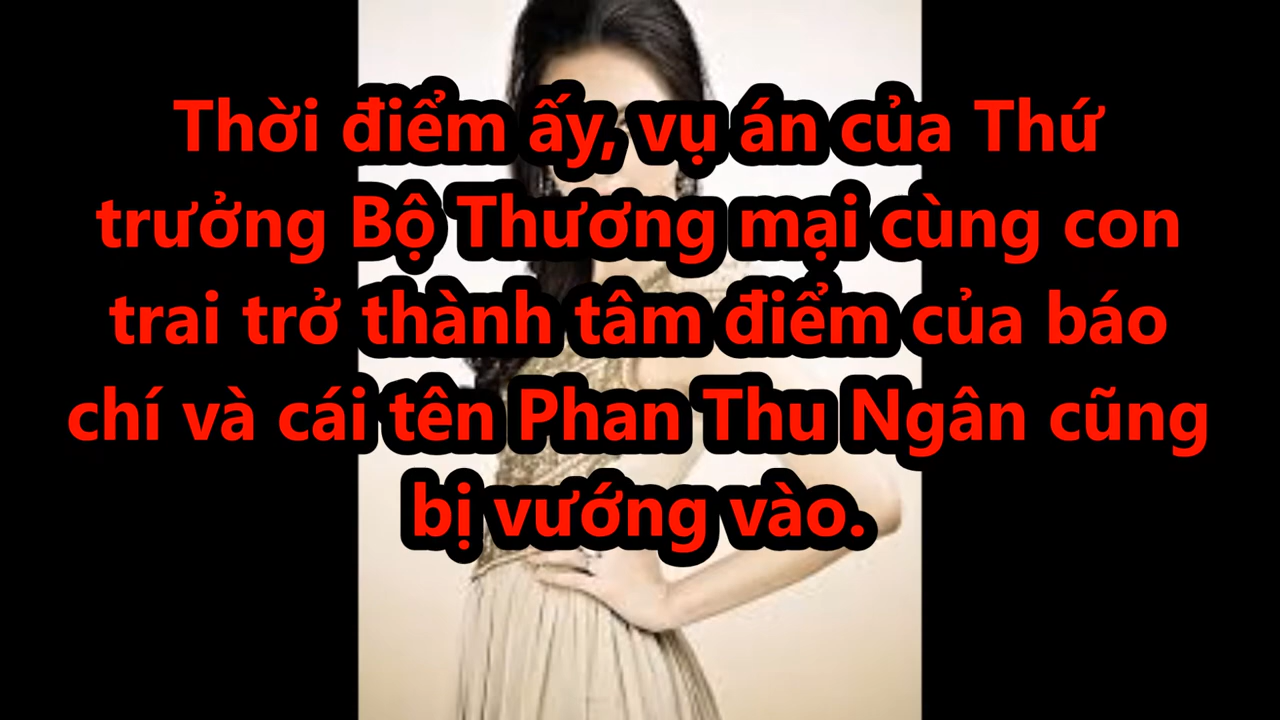 Thời điểm ấy, vụ án của Thứ
trưởng Bộ Thương mại cùng con
trai trở thành tâm điểm của báo
chí và cái tên Phan Thu Ngân cũng
bị vướng vào.